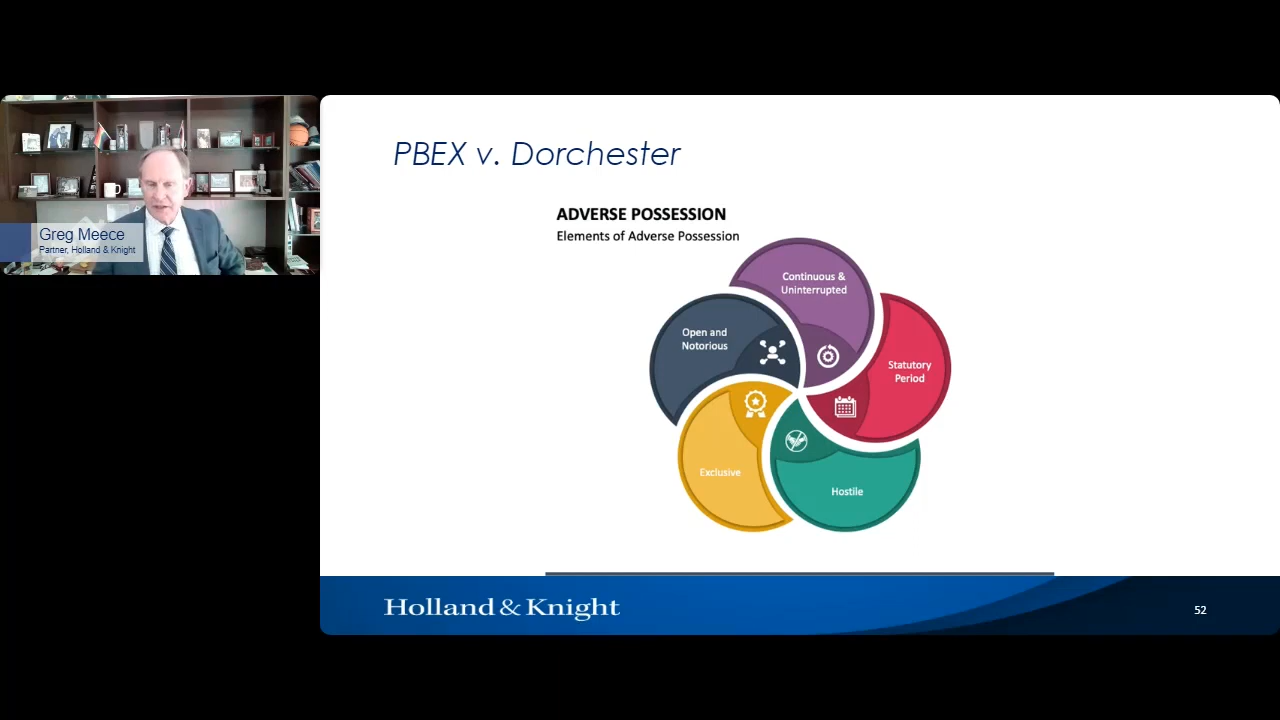 Greg Meece
Partner, Holland & Knight
PBEX v. Dorchester
ADVERSE POSSESSION
Elements of Adverse Possession
Continuous &
Uninterrupted
Open and
Notorious
Statutory
Period
Exclusive
Hostile
Holland & Knight
52